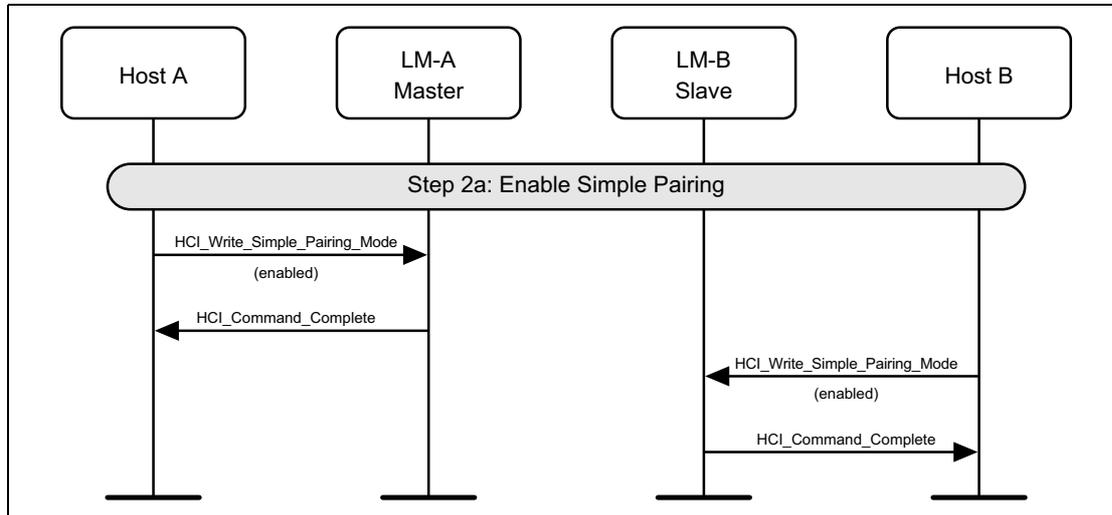 Host A
LM-A
Master
LM-B
Slave
Host B
Step 2a: Enable Simple Pairing
HCI_Write_Simple_Pairing_Mode
(enabled)
HCI_Command_Complete
HCI_Write_Simple_Pairing_Mode
(enabled)
HCI_Command_Complete